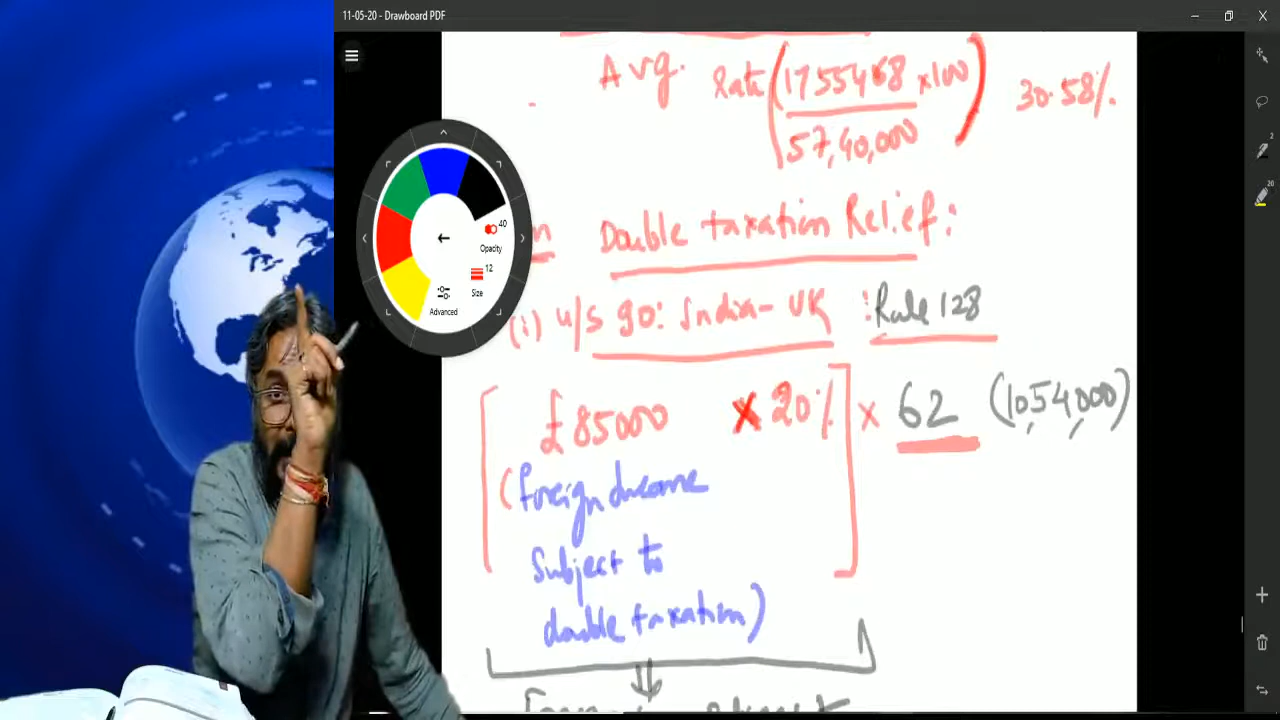 11-05-20 - Drawboard PDF
Avg. Rate (1755468 x100
57,40,000) 30.58%
n Double taxation Relief:
(i) u/s 90: India-UK : Rule 128
[£85000 x 20%] x 62 (10,54,000)
(Foreign Income
Subject to
double taxation)
40
Opacity
12
Size
Advanced
2
20